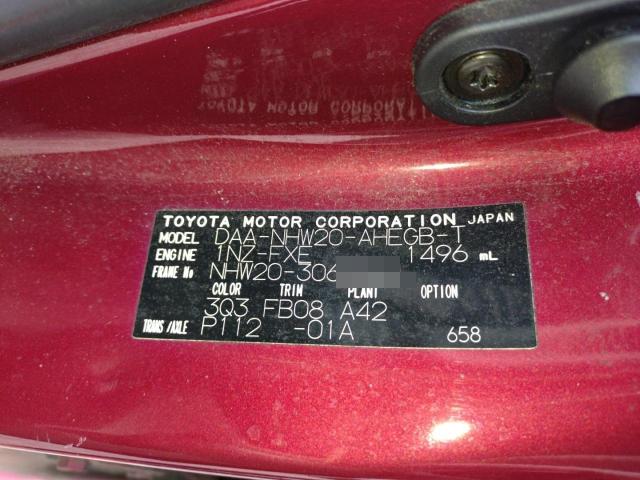 TOYOTA MOTOR CORPORATION JAPAN
MODEL DAA-NHW20-AHEGB-T
ENGINE 1NZ-FXE 1496 mL
FRAME No NHW20-306
COLOR TRIM PLANT OPTION
3Q3 FB08 A42
TRANS/AXLE P112 -01A 658